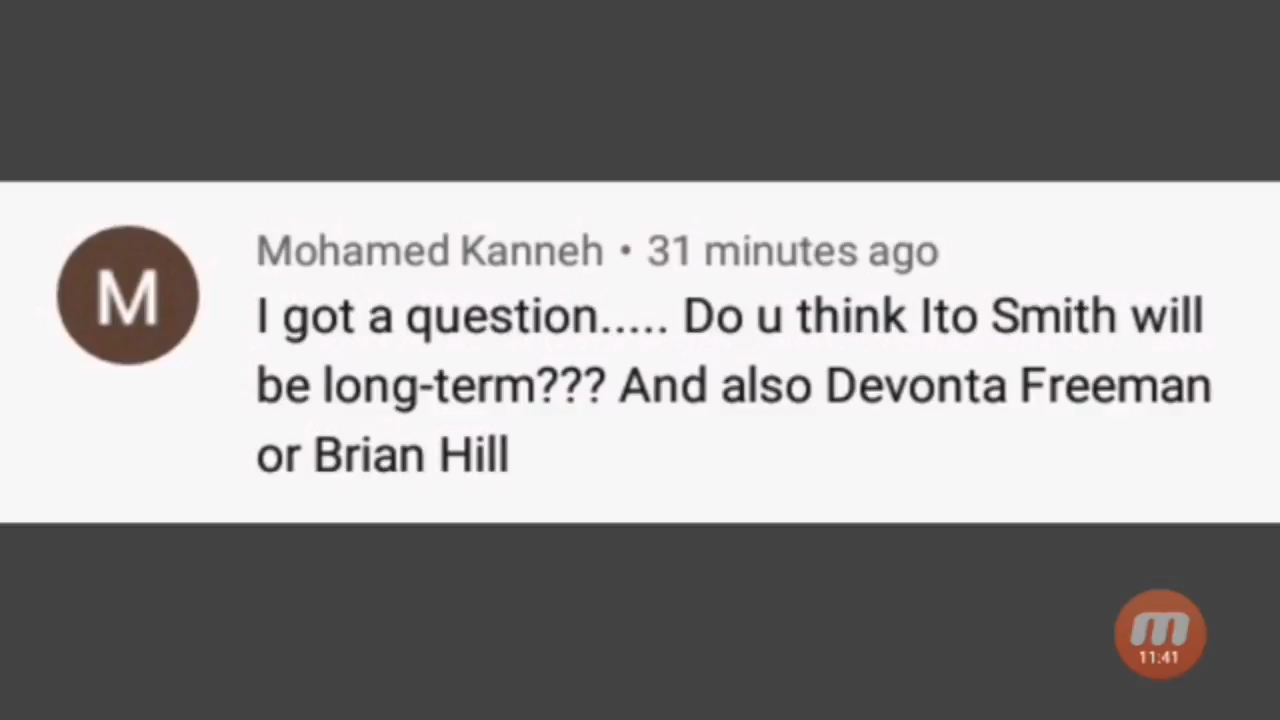 M
Mohamed Kanneh • 31 minutes ago
I got a question..... Do u think Ito Smith will
be long-term??? And also Devonta Freeman
or Brian Hill
m
11:41